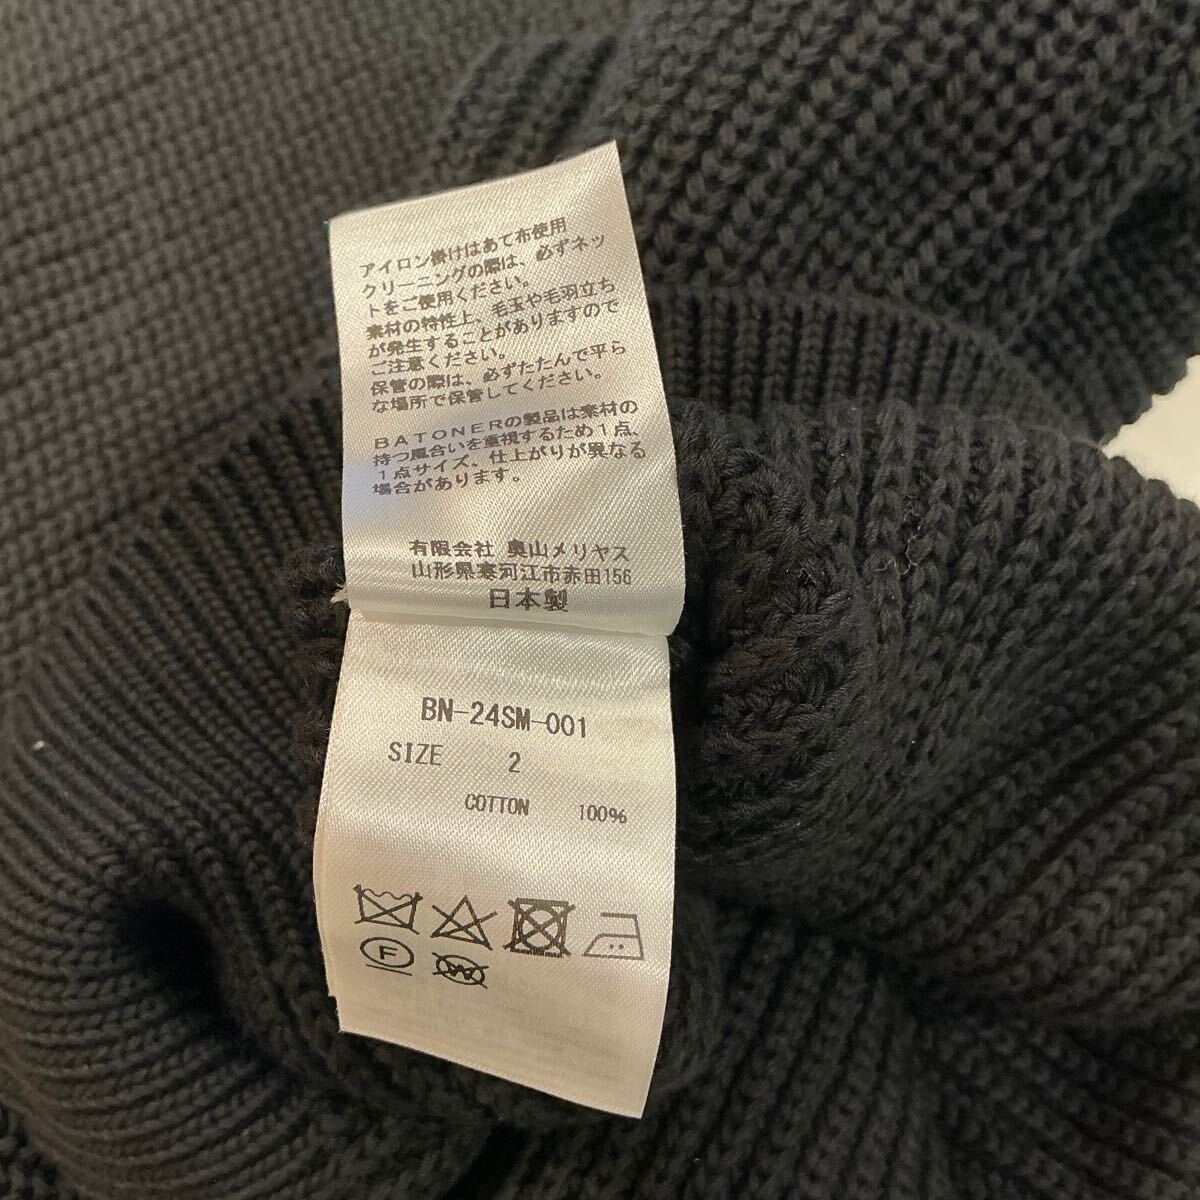 アイロン掛けはあて布使用
クリーニングの際は、必ずネッ
トをご使用ください。
素材の特性上、毛玉や毛羽立ち
が発生することがありますので
ご注意ください。
保管の際は、必ずたたんで平ら
な場所で保管してください。
BATONERの製品は素材の
持つ風合いを重視するため1点、
1点サイズ、仕上がりが異なる
場合があります。
有限会社 奥山メリヤス
山形県寒河江市赤田156
日本製
BN-24SM-001
SIZE 2
COTTON 100%
F
W